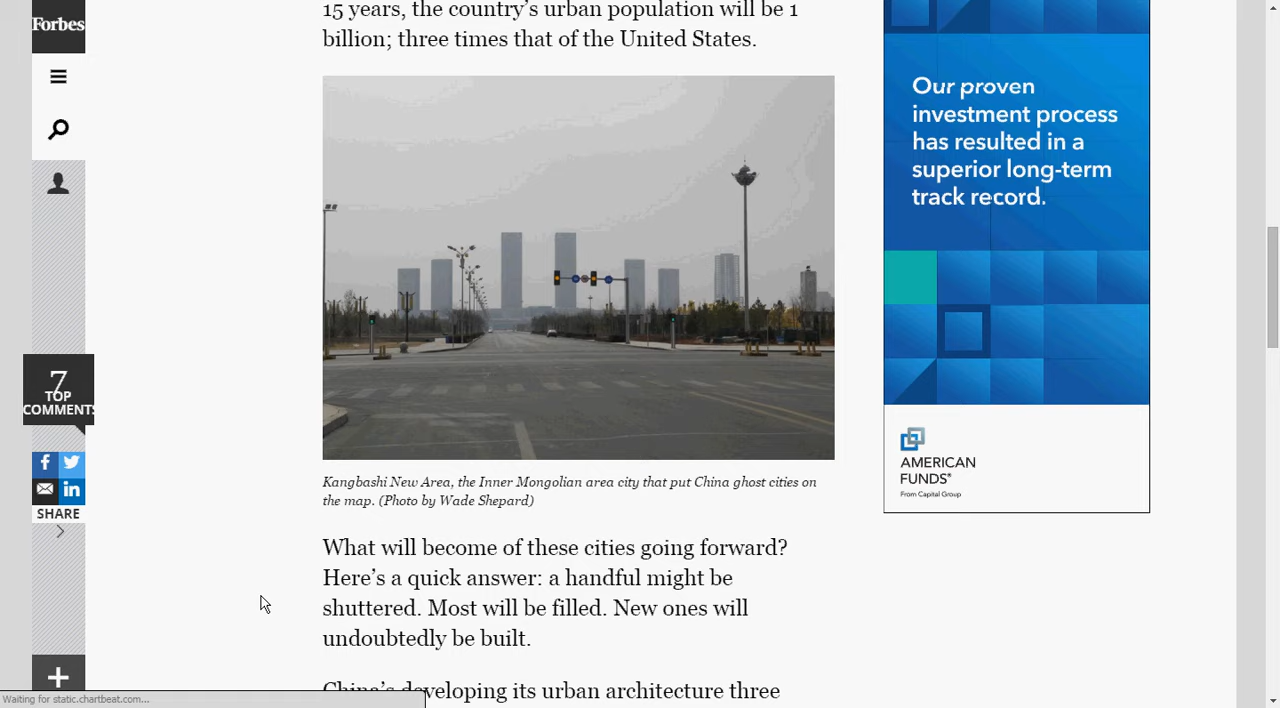 Forbes
15 years, the country's urban population will be 1
billion; three times that of the United States.
Our proven
investment process
has resulted in a
superior long-term
track record.
7
TOP
COMMENTS
AMERICAN
FUNDS®
From Capital Group
Kangbashi New Area, the Inner Mongolian area city that put China ghost cities on
the map. (Photo by Wade Shepard)
SHARE
What will become of these cities going forward?
Here's a quick answer: a handful might be
shuttered. Most will be filled. New ones will
undoubtedly be built.
China's developing its urban architecture three
Waiting for static.chartbeat.com...